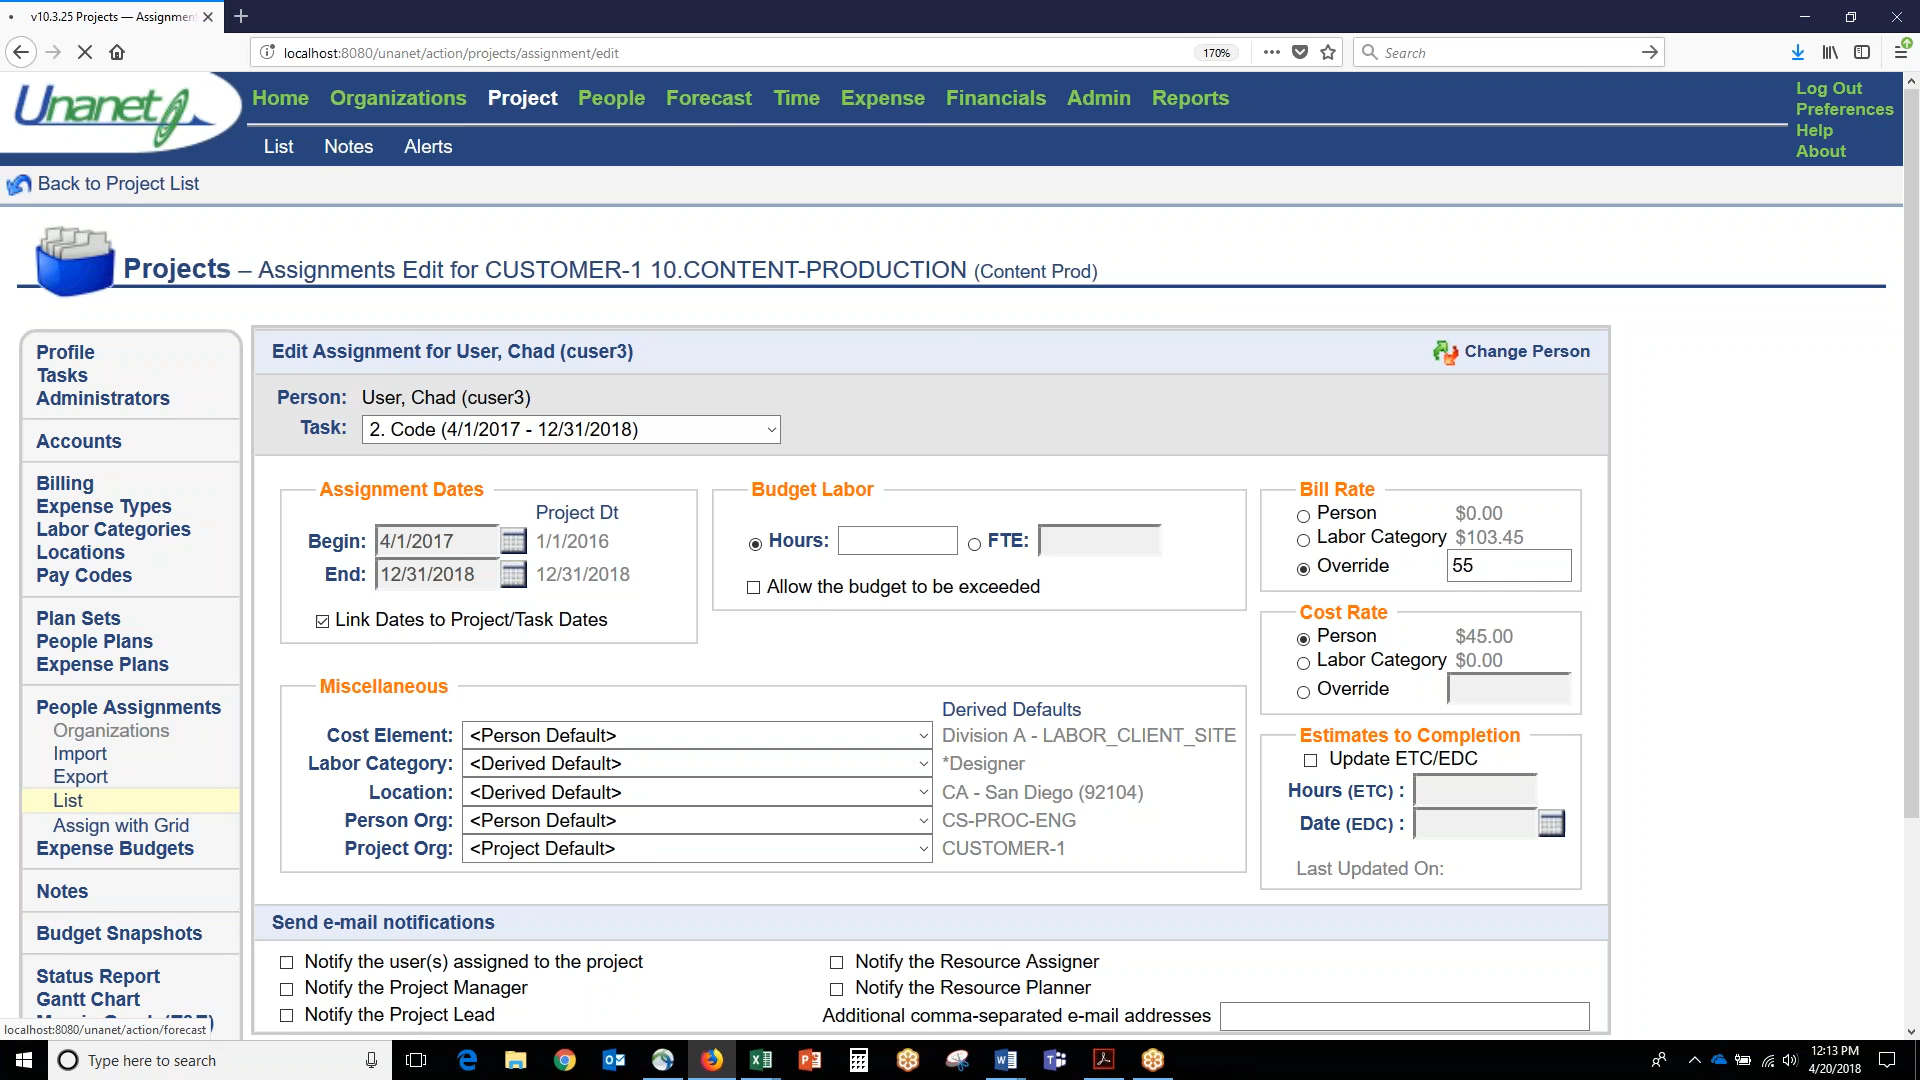 v10.3.25 Projects — Assignmen
localhost:8080/unanet/action/projects/assignment/edit
170%
Search
Unanet
Home Organizations Project People Forecast Time Expense Financials Admin Reports
Log Out
Preferences
Help
About
List Notes Alerts
Back to Project List
Projects – Assignments Edit for CUSTOMER-1 10.CONTENT-PRODUCTION (Content Prod)
Profile
Tasks
Administrators
Accounts
Billing
Expense Types
Labor Categories
Locations
Pay Codes
Plan Sets
People Plans
Expense Plans
People Assignments
Organizations
Import
Export
List
Assign with Grid
Expense Budgets
Notes
Budget Snapshots
Status Report
Gantt Chart
localhost:8080/unanet/action/forecast
Edit Assignment for User, Chad (cuser3)
Change Person
Person: User, Chad (cuser3)
Task: 2. Code (4/1/2017 - 12/31/2018)
Assignment Dates
Project Dt
Begin: 4/1/2017 1/1/2016
End: 12/31/2018 12/31/2018
Link Dates to Project/Task Dates
Budget Labor
Hours: FTE:
Allow the budget to be exceeded
Bill Rate
Person $0.00
Labor Category $103.45
Override 55
Cost Rate
Person $45.00
Labor Category $0.00
Override
Miscellaneous
Derived Defaults
Cost Element: <Person Default> Division A - LABOR_CLIENT_SITE
Labor Category: <Derived Default> *Designer
Location: <Derived Default> CA - San Diego (92104)
Person Org: <Person Default> CS-PROC-ENG
Project Org: <Project Default> CUSTOMER-1
Estimates to Completion
Update ETC/EDC
Hours (ETC) :
Date (EDC) :
Last Updated On:
Send e-mail notifications
Notify the user(s) assigned to the project
Notify the Project Manager
Notify the Project Lead
Notify the Resource Assigner
Notify the Resource Planner
Additional comma-separated e-mail addresses
Type here to search
12:13 PM
4/20/2018